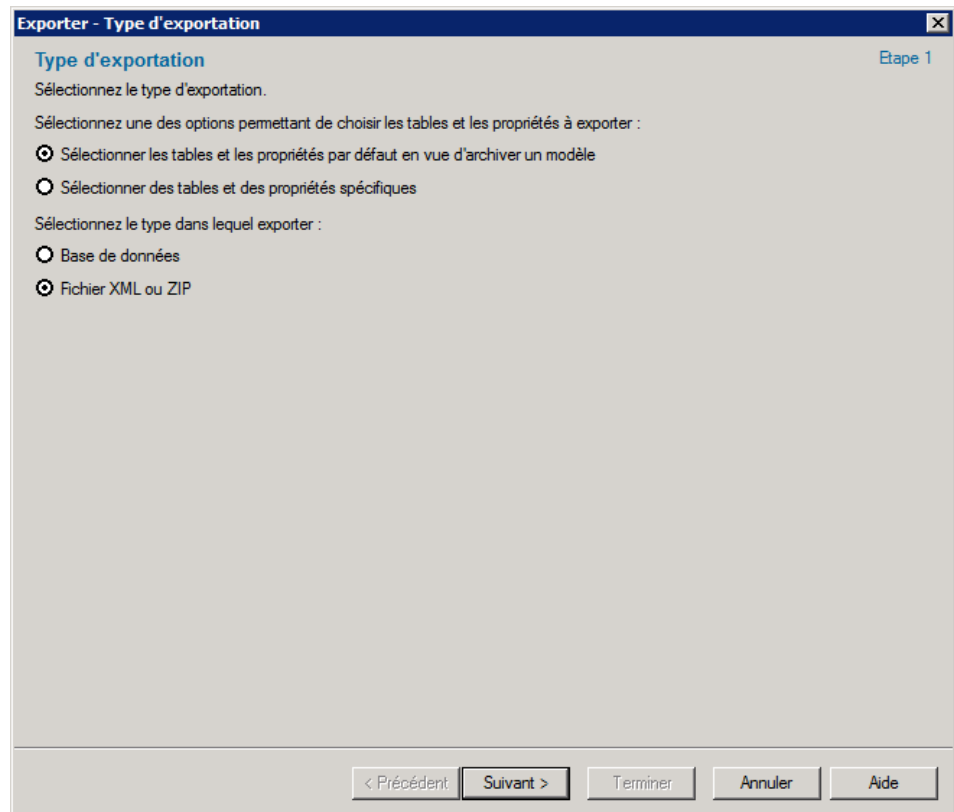 Exporter - Type d'exportation
Type d'exportation
Etape 1
Sélectionnez le type d'exportation.
Sélectionnez une des options permettant de choisir les tables et les propriétés à exporter :
Sélectionner les tables et les propriétés par défaut en vue d'archiver un modèle
Sélectionner des tables et des propriétés spécifiques
Sélectionnez le type dans lequel exporter :
Base de données
Fichier XML ou ZIP
< Précédent Suivant > Terminer Annuler Aide